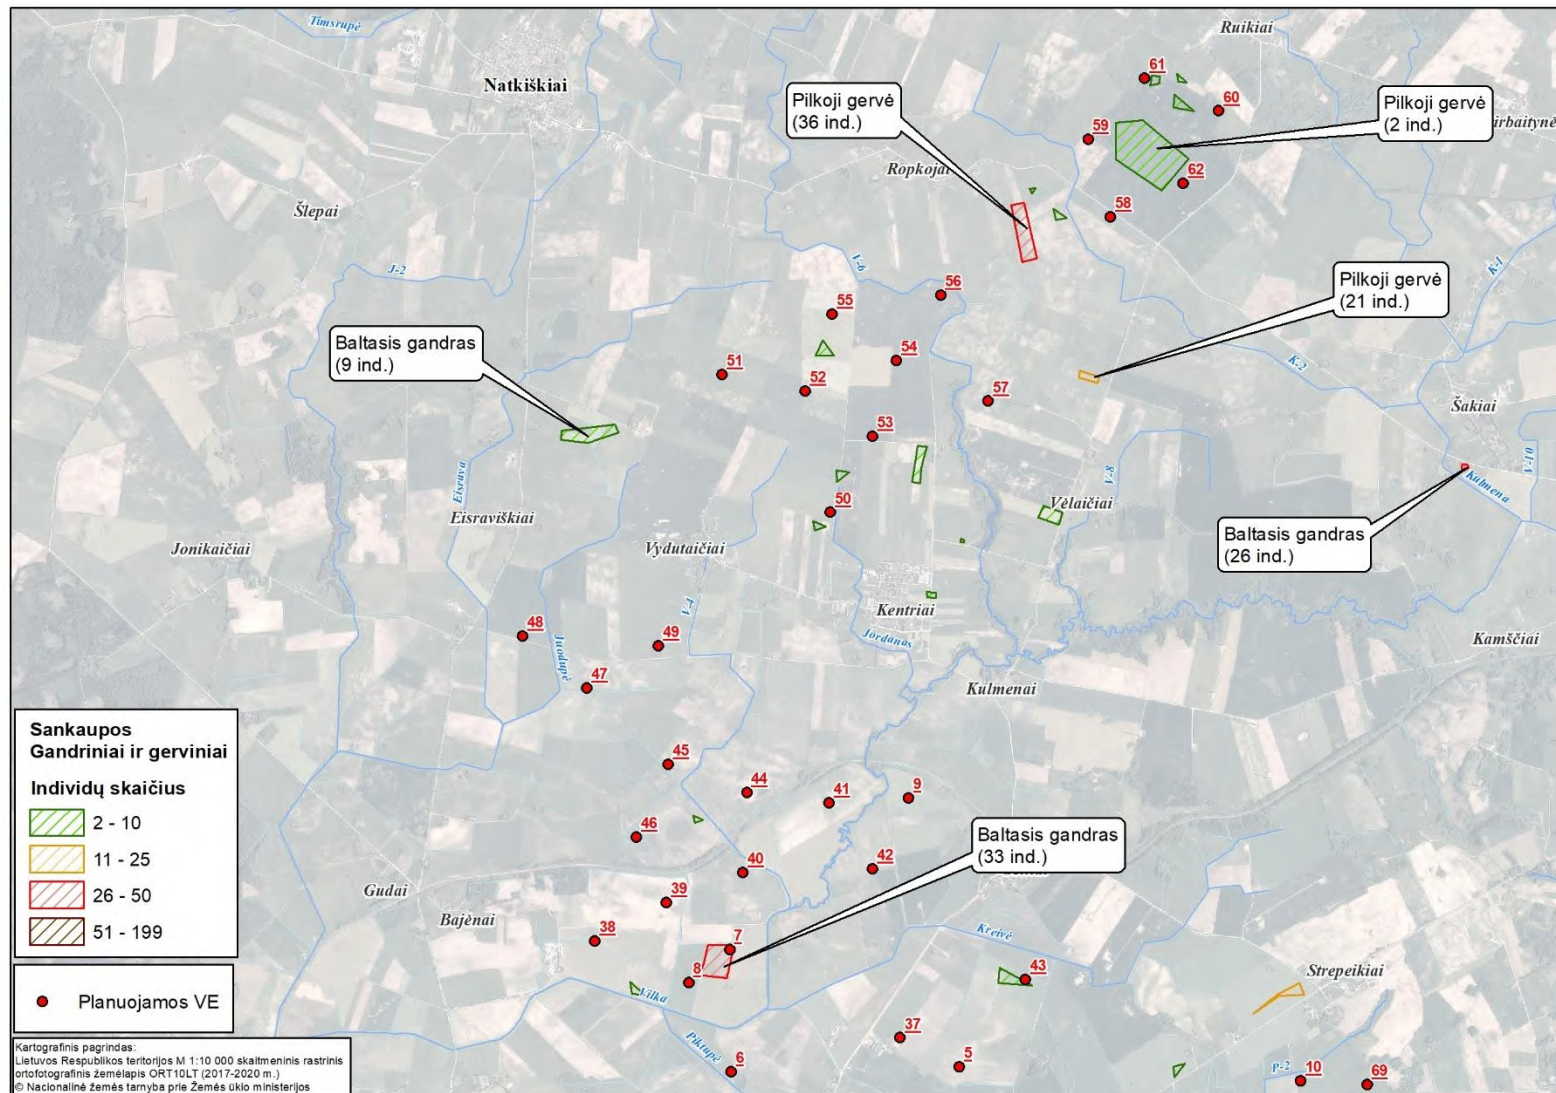 Timsrupė
Ruikiai
Natkiškiai
61
Pilkoji gervė
(36 ind.)
Pilkoji gervė
(2 ind.)
60
59
irbaitynė
Ropkojai
62
Šlepai
58
J-2
V-6
K-1
56
Pilkoji gervė
(21 ind.)
55
Baltasis gandras
(9 ind.)
54
51
52
57
K-2
Šakiai
53
V-10
Eisrava
V-8
Kulmena
50
Vėlaičiai
Eisraviškiai
Baltasis gandras
(26 ind.)
Jonikaičiai
Vydutaičiai
V-4
Kentriai
48
49
Jordanas
Kamščiai
Juodupė
47
Kulmenai
Sankaupos
Gandriniai ir gerviniai
Individų skaičius
2 - 10
11 - 25
26 - 50
51 - 199
Planuojamos VE
45
44
41
9
46
Baltasis gandras
(33 ind.)
40
42
Gudai
39
Bajėnai
38
7
Kreivė
8
43
Strepeikiai
Vilka
37
Piktupė
6
5
P-2
10
69
Kartografinis pagrindas:
Lietuvos Respublikos teritorijos M 1:10 000 skaitmeninis rastrinis
ortofotografinis žemėlapis ORT10LT (2017-2020 m.)
© Nacionalinė žemės tarnyba prie Žemės ūkio ministerijos